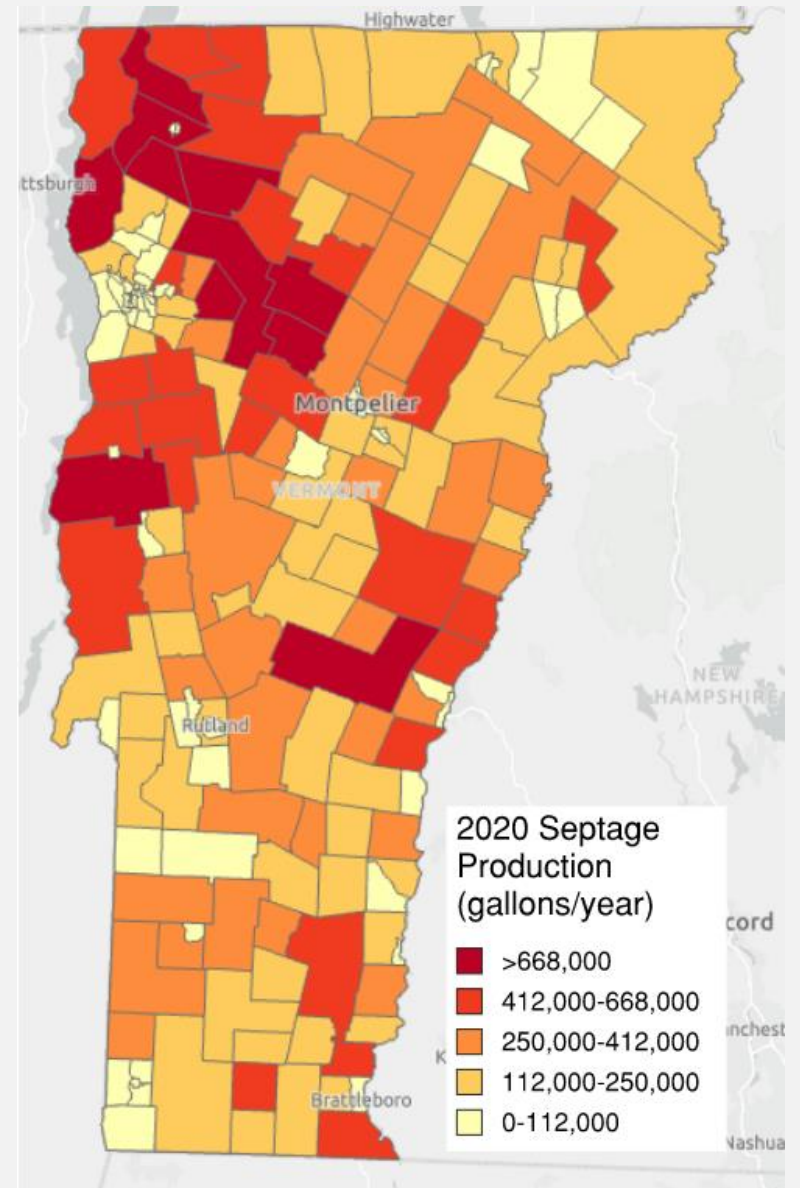 Highwater
ttsburgh
Montpelier
VERMONT
NEW
HAMPSHIRE
Rutland
2020 Septage
Production
(gallons/year)
>668,000
412,000-668,000
250,000-412,000
112,000-250,000
0-112,000
cord
nchest
K
Brattleboro
Nashua